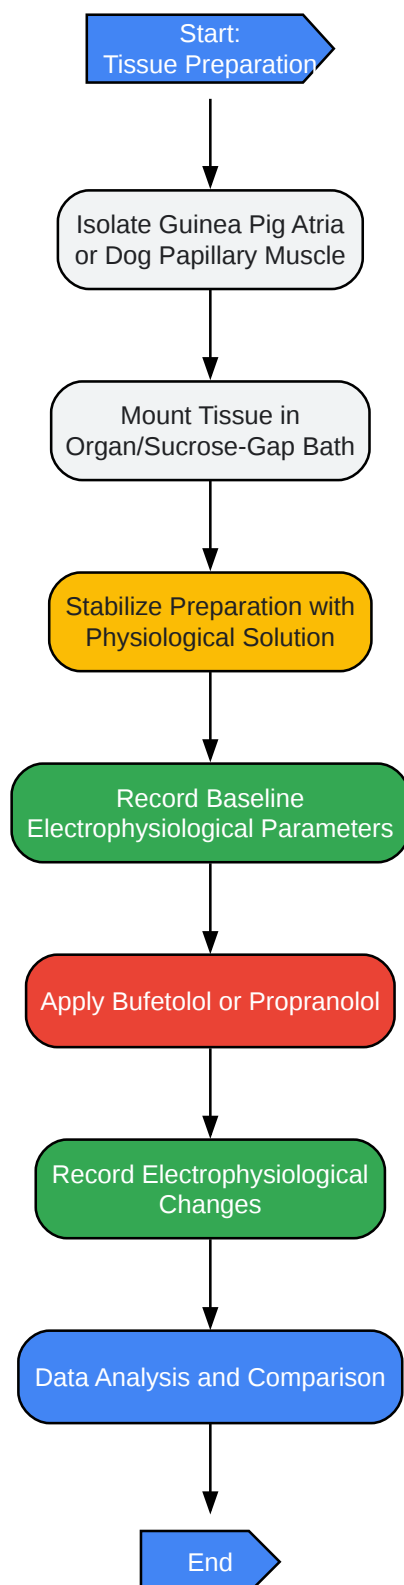 Start:
Tissue Preparation
Isolate Guinea Pig Atria
or Dog Papillary Muscle
Mount Tissue in
Organ/Sucrose-Gap Bath
Stabilize Preparation with
Physiological Solution
Record Baseline
Electrophysiological Parameters
Apply Bufetolol or Propranolol
Record Electrophysiological
Changes
Data Analysis and Comparison
End